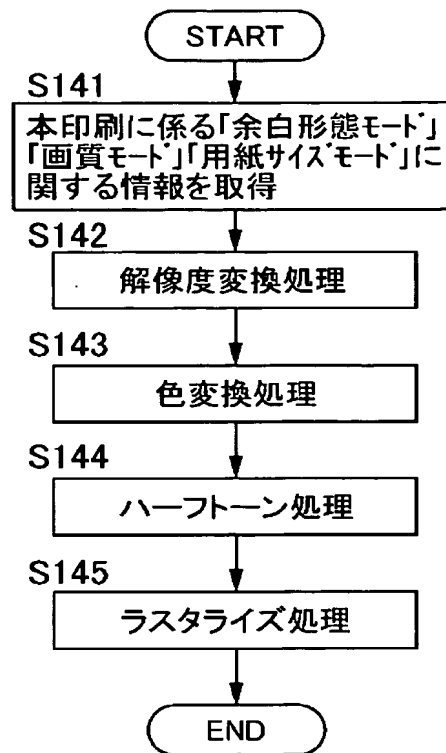 START
S141
本印刷に係る「余白形態モード」
「画質モード」「用紙サイズモード」に
関する情報を取得
S142
解像度変換処理
S143
色変換処理
S144
ハーフトーン処理
S145
ラスタライズ処理
END